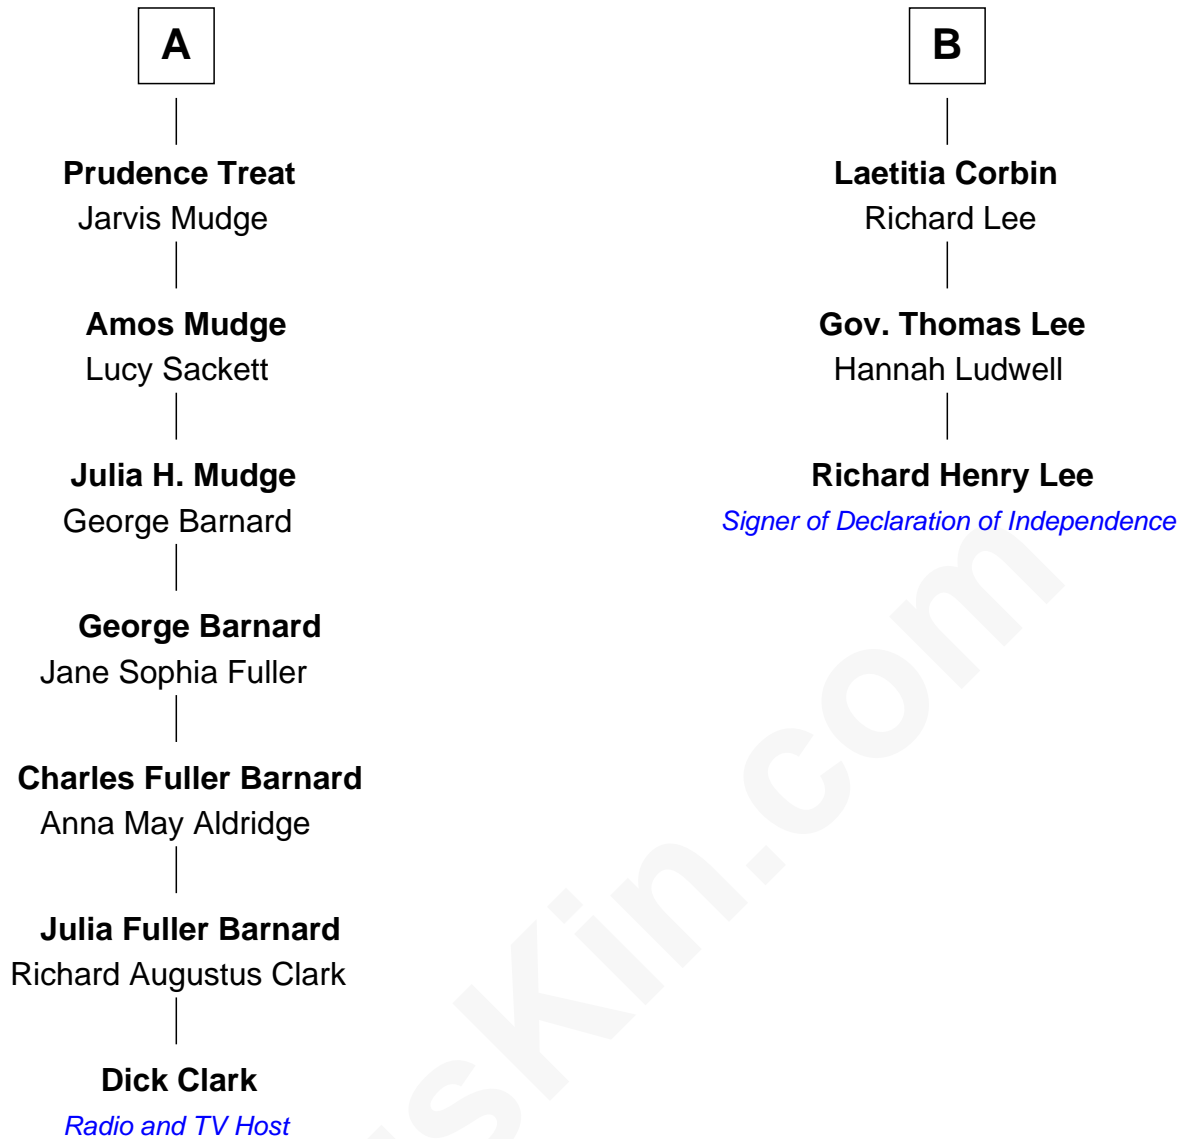 A
Prudence Treat
Jarvis Mudge
Amos Mudge
Lucy Sackett
Julia H. Mudge
George Barnard
George Barnard
Jane Sophia Fuller
Charles Fuller Barnard
Anna May Aldridge
Julia Fuller Barnard
Richard Augustus Clark
Dick Clark
Radio and TV Host
B
Laetitia Corbin
Richard Lee
Gov. Thomas Lee
Hannah Ludwell
Richard Henry Lee
Signer of Declaration of Independence
sKin.com